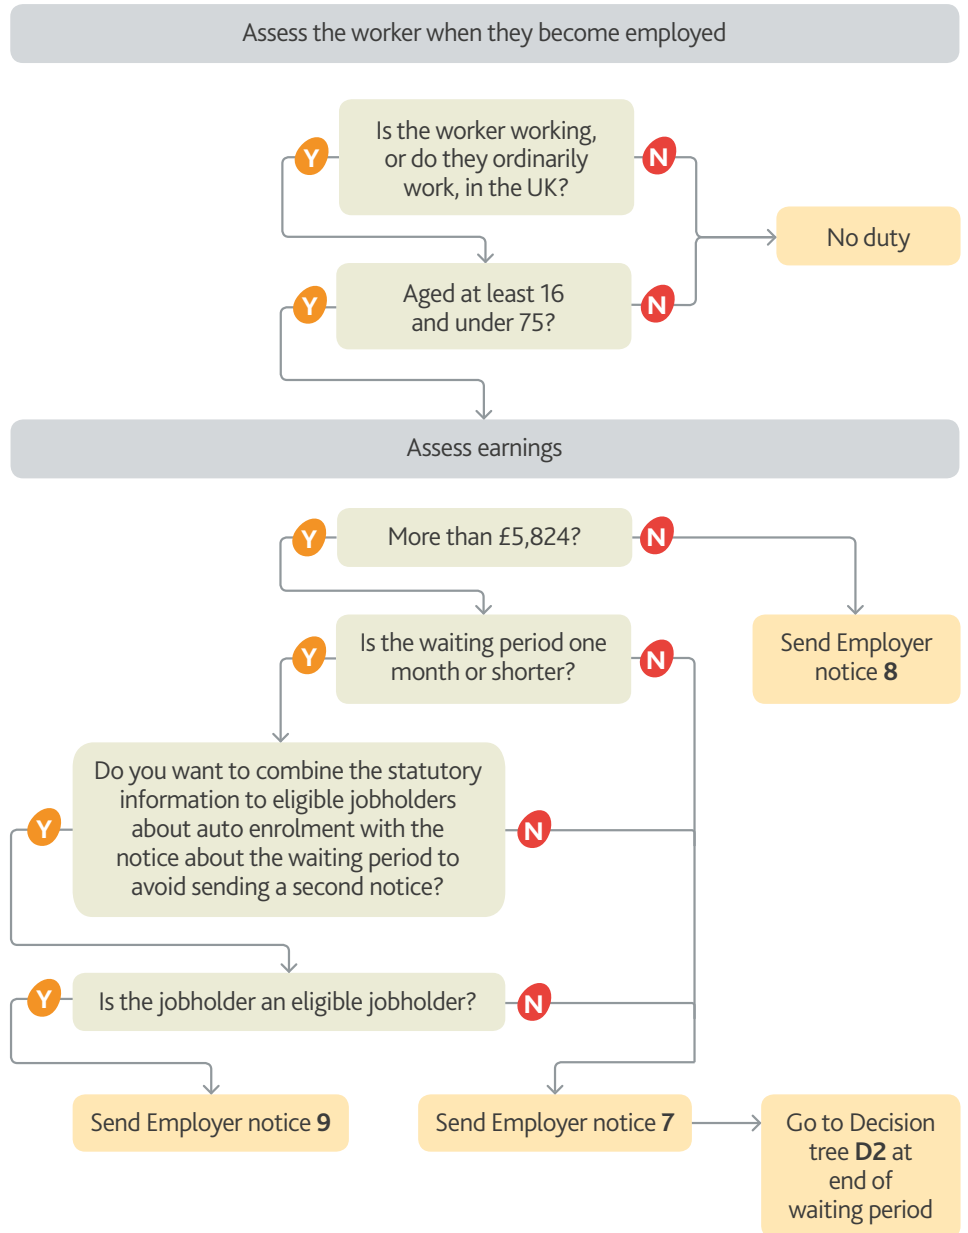 Assess the worker when they become employed
Is the worker working,
or do they ordinarily
work, in the UK?
Y
N
No duty
Aged at least 16
and under 75?
Y
N
Assess earnings
More than £5,824?
Y
N
Send Employer
notice 8
Is the waiting period one
month or shorter?
Y
N
Do you want to combine the statutory
information to eligible jobholders
about auto enrolment with the
notice about the waiting period to
avoid sending a second notice?
Y
N
Is the jobholder an eligible jobholder?
Y
N
Send Employer notice 9
Send Employer notice 7
Go to Decision
tree D2 at
end of
waiting period